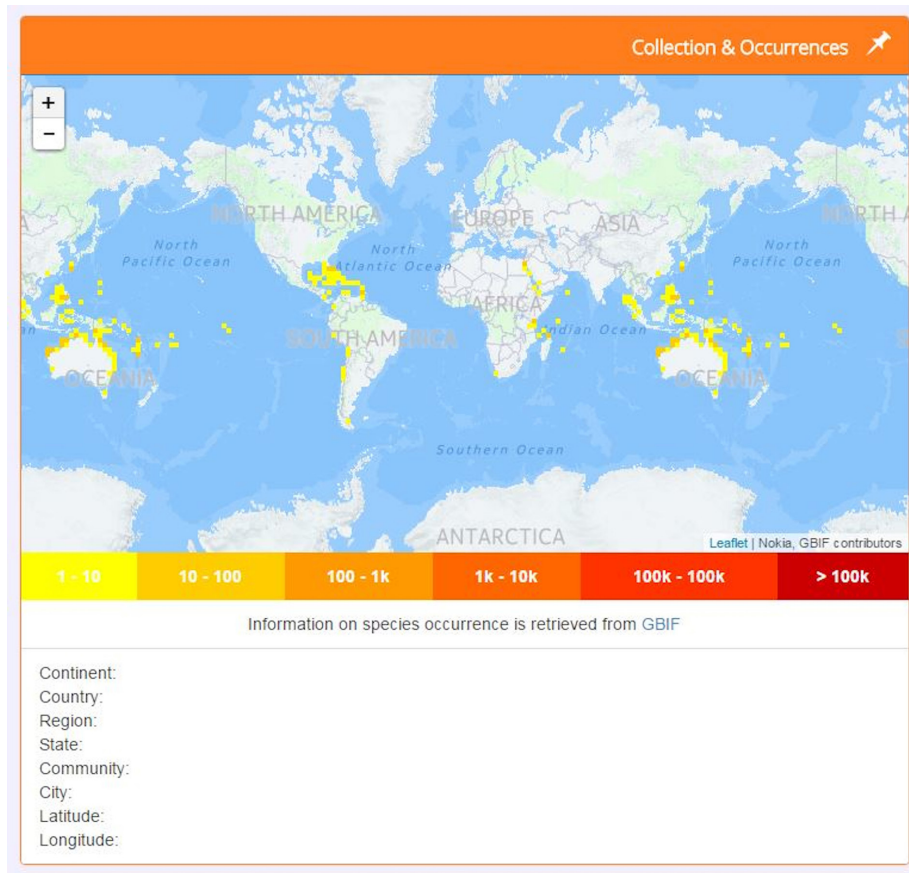 Collection & Occurrences
+
−
NORTH AMERICA
EUROPE
ASIA
NORTH A
North
Pacific Ocean
North
Atlantic Ocean
North
Pacific Ocean
AFRICA
an
Indian Ocean
SOUTH AMERICA
OCEANIA
OCEANIA
Southern Ocean
ANTARCTICA
Leaflet | Nokia, GBIF contributors
1 - 10 10 - 100 100 - 1k 1k - 10k 100k - 100k > 100k
Information on species occurrence is retrieved from GBIF
Continent:
Country:
Region:
State:
Community:
City:
Latitude:
Longitude: